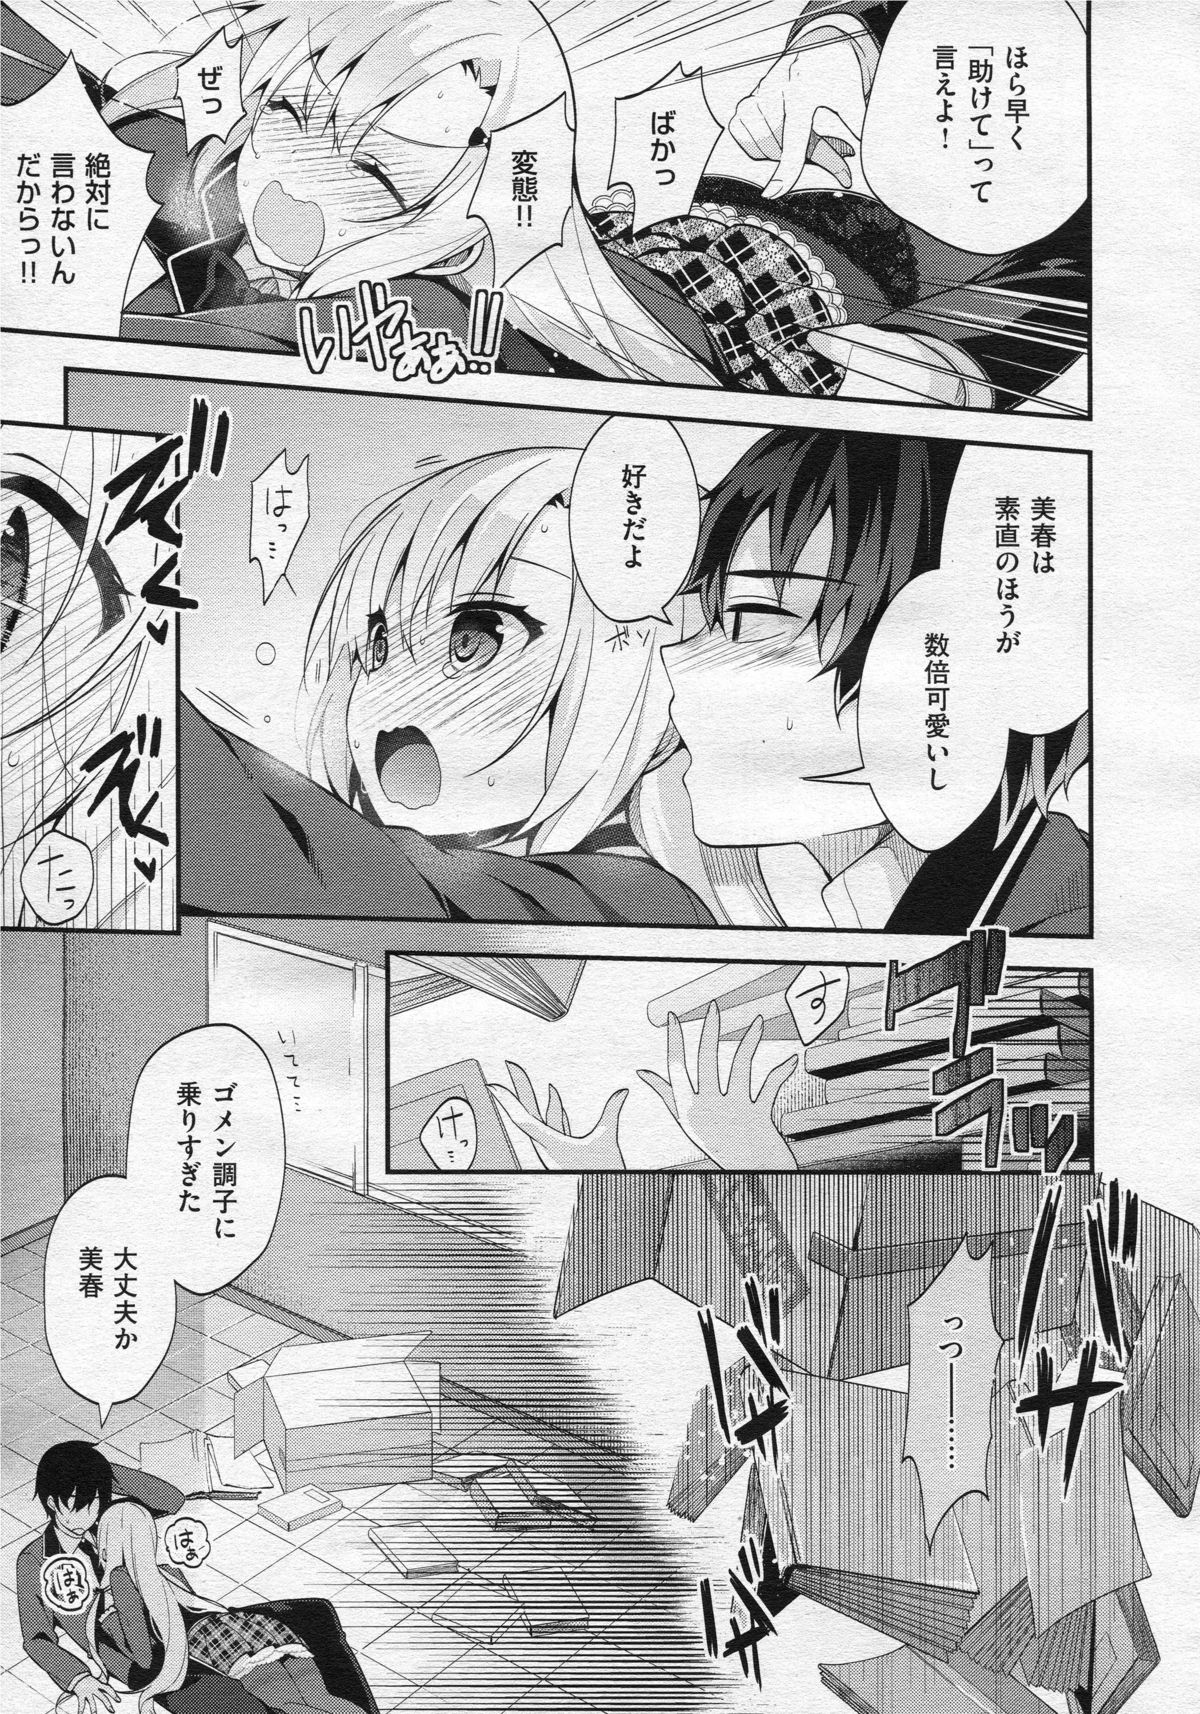 ほら早く
「助けて」って
言えよ！
ばかっ
変態!!
ぜっ
絶対に
言わないん
だからっ!!
いやぁあぁ…!!
美春は
素直のほうが
数倍可愛いし
好きだよ
ボンッ
はっ…
ぞく
ぞく
たっ
グラッ
すっ
けっ…
っつ――……
バサ
バサ
いてて…
ゴメン調子に
乗りすぎた
大丈夫か
美春
はぁ
はぁ